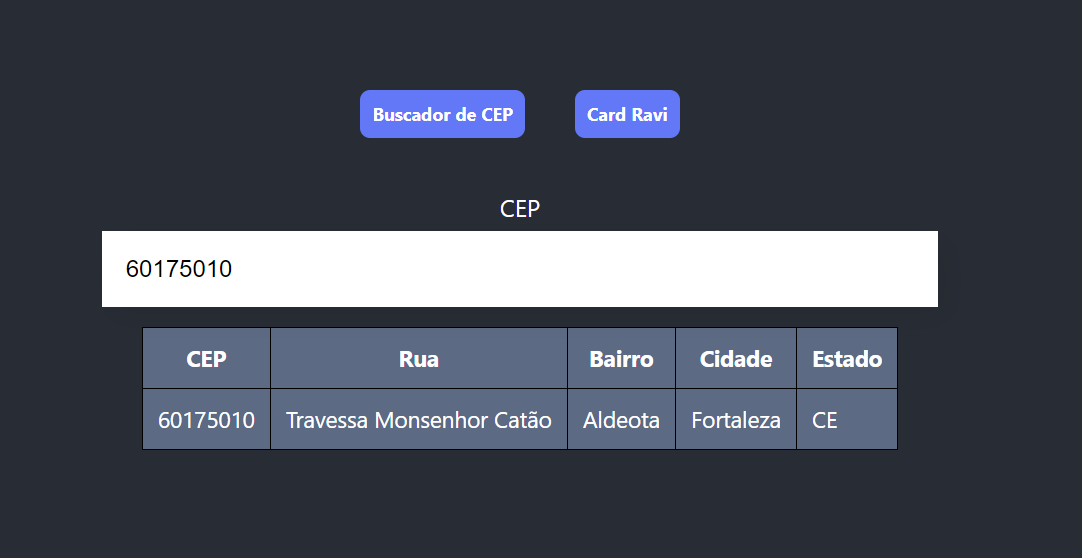 Buscador de CEP Card Ravi
CEP
60175010
CEP Rua Bairro Cidade Estado
60175010 Travessa Monsenhor Catão Aldeota Fortaleza CE